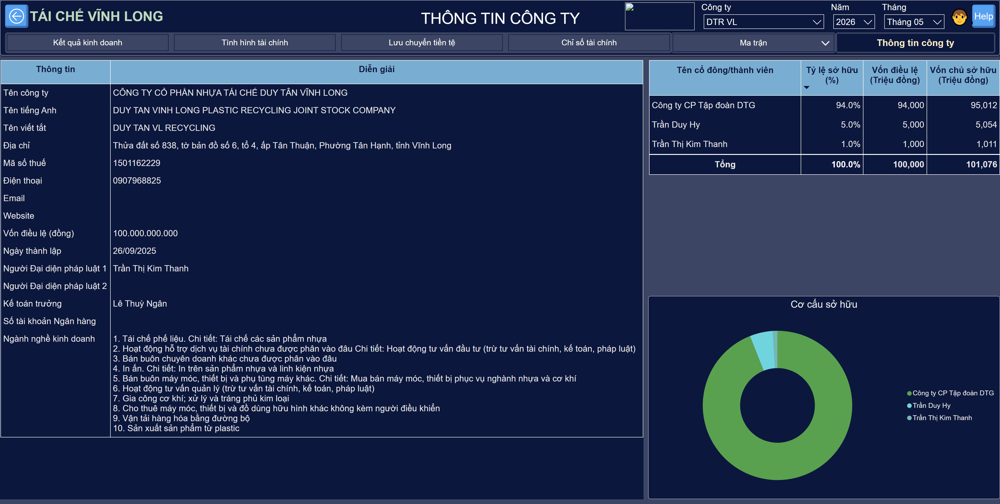 TÁI CHẾ VĨNH LONG
THÔNG TIN CÔNG TY
Công ty
Năm
Tháng
DTR VL
2026
Tháng 05
Help
Kết quả kinh doanh
Tình hình tài chính
Lưu chuyển tiền tệ
Chỉ số tài chính
Ma trận
Thông tin công ty
Thông tin Diễn giải
Tên công ty CÔNG TY CỔ PHẦN NHỰA TÁI CHẾ DUY TÂN VĨNH LONG
Tên tiếng Anh DUY TAN VINH LONG PLASTIC RECYCLING JOINT STOCK COMPANY
Tên viết tắt DUY TAN VL RECYCLING
Địa chỉ Thửa đất số 838, tờ bản đồ số 6, tổ 4, ấp Tân Thuận, Phường Tân Hạnh, tỉnh Vĩnh Long
Mã số thuế 1501162229
Điện thoại 0907968825
Email
Website
Vốn điều lệ (đồng) 100.000.000.000
Ngày thành lập 26/09/2025
Người Đại diện pháp luật 1 Trần Thị Kim Thanh
Người Đại diện pháp luật 2
Kế toán trưởng Lê Thuỳ Ngân
Số tài khoản Ngân hàng
Ngành nghề kinh doanh 1. Tái chế phế liệu. Chi tiết: Tái chế các sản phẩm nhựa
2. Hoạt động hỗ trợ dịch vụ tài chính chưa được phân vào đâu Chi tiết: Hoạt động tư vấn đầu tư (trừ tư vấn tài chính, kế toán, pháp luật)
3. Bán buôn chuyên doanh khác chưa được phân vào đâu
4. In ấn. Chi tiết: In trên sản phẩm nhựa và linh kiện nhựa
5. Bán buôn máy móc, thiết bị và phụ tùng máy khác. Chi tiết: Mua bán máy móc, thiết bị phục vụ nghành nhựa và cơ khí
6. Hoạt động tư vấn quản lý (trừ tư vấn tài chính, kế toán, pháp luật)
7. Gia công cơ khí; xử lý và tráng phủ kim loại
8. Cho thuê máy móc, thiết bị và đồ dùng hữu hình khác không kèm người điều khiển
9. Vận tải hàng hóa bằng đường bộ
10. Sản xuất sản phẩm từ plastic
Tên cổ đông/thành viên Tỷ lệ sở hữu Vốn điều lệ Vốn chủ sở hữu
(%) (Triệu đồng) (Triệu đồng)
Công ty CP Tập đoàn DTG 94.0% 94,000 95,012
Trần Duy Hy 5.0% 5,000 5,054
Trần Thị Kim Thanh 1.0% 1,000 1,011
Tổng 100.0% 100,000 101,076
Cơ cấu sở hữu
Công ty CP Tập đoàn DTG
Trần Duy Hy
Trần Thị Kim Thanh